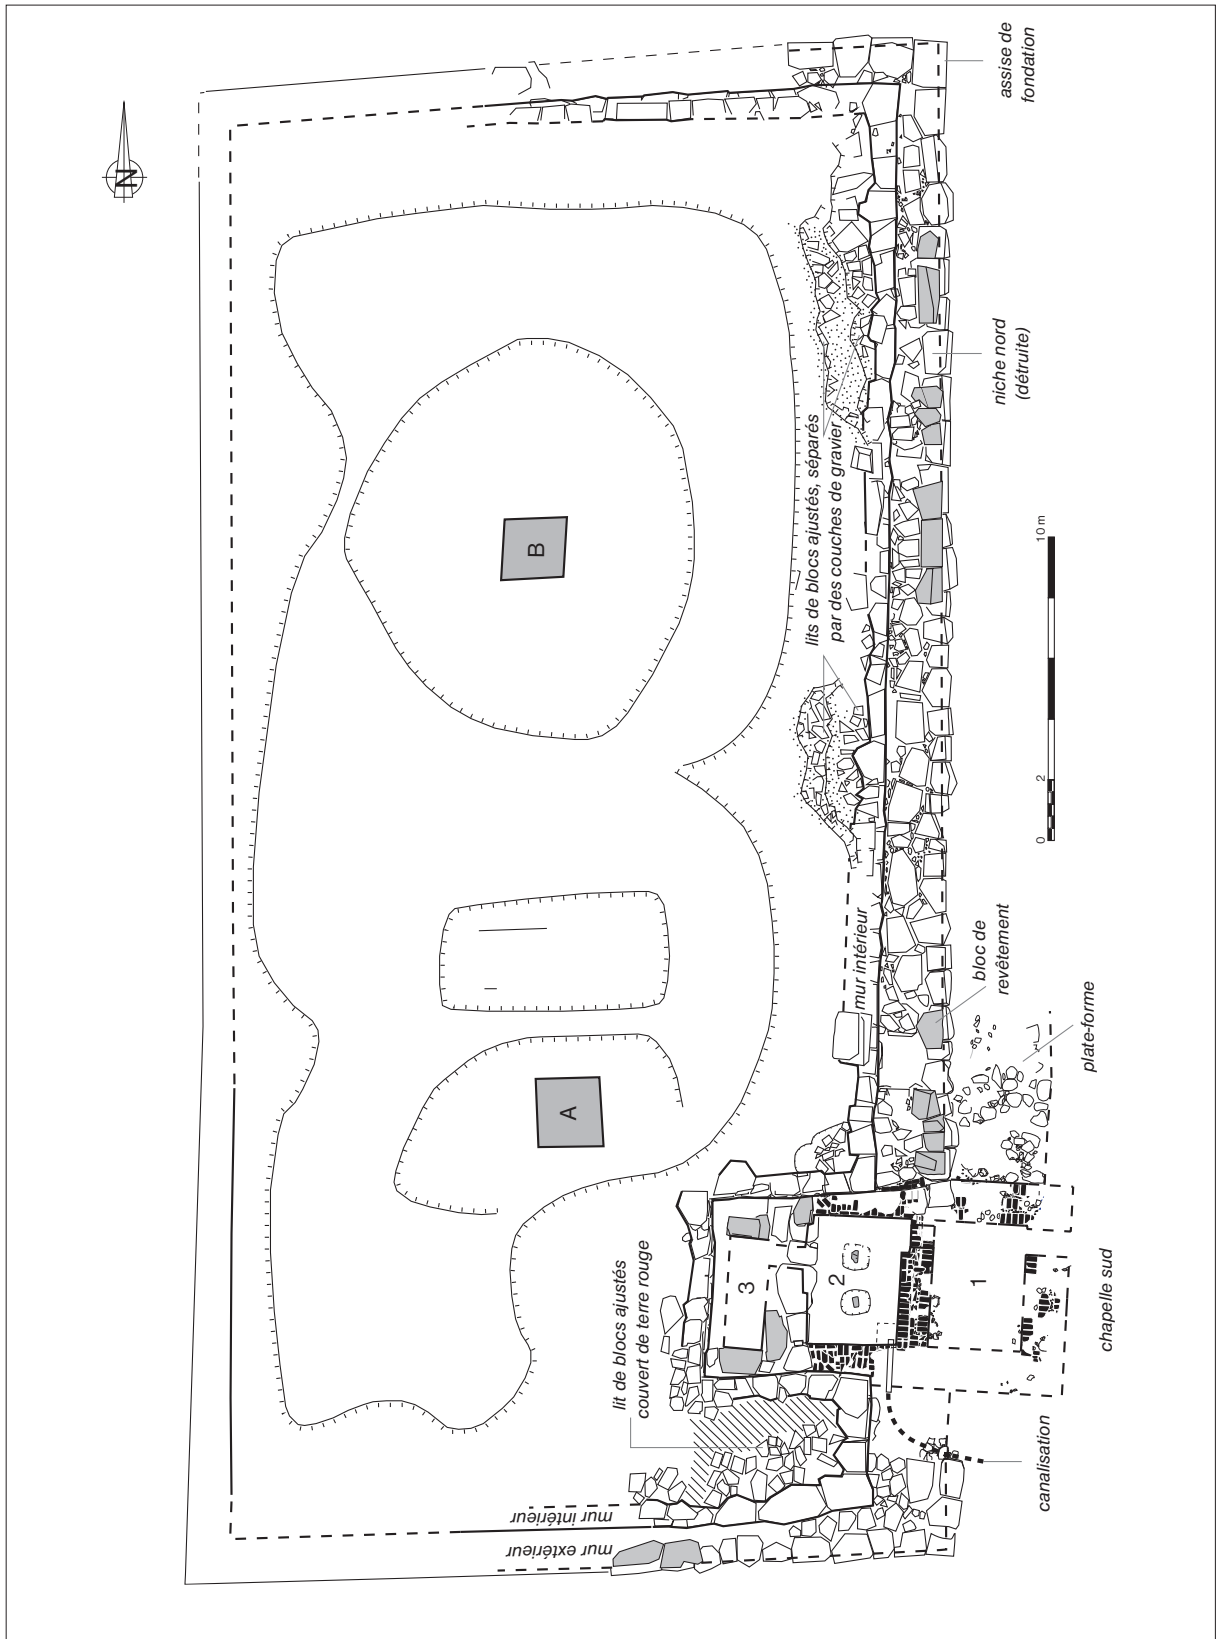 N
assise de
fondation
niche nord
(détruite)
lits de blocs ajustés, séparés
par des couches de gravier
B
0
2
10 m
mur intérieur
bloc de
revêtement
plate-forme
A
lit de blocs ajustés
couvert de terre rouge
3
2
1
chapelle sud
canalisation
mur intérieur
mur extérieur